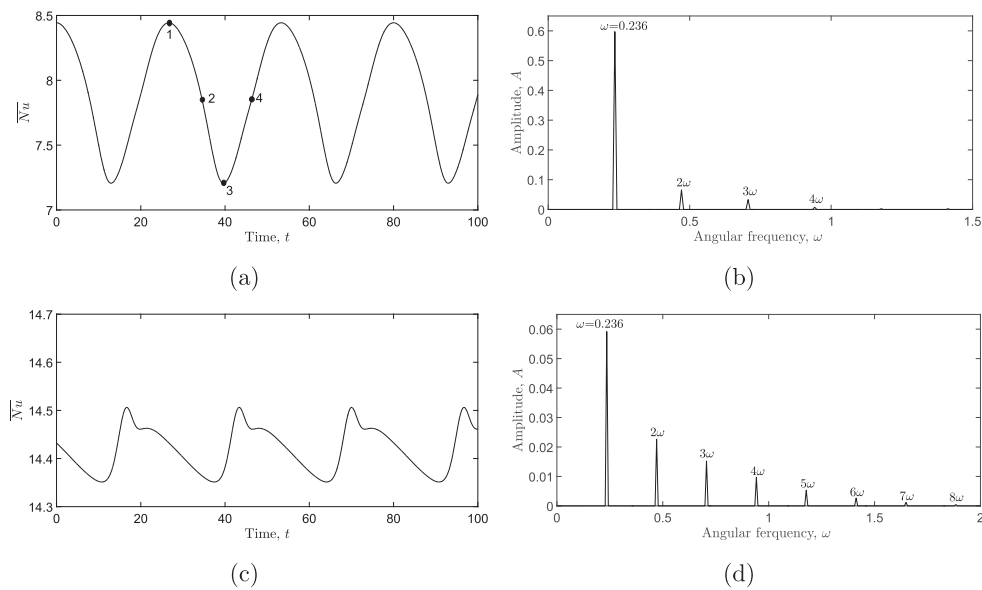 8.5
8
7.5
7
N̅u̅
1
2
3
4
0 20 40 60 80 100
Time, t
(a)
0.6
0.5
0.4
0.3
0.2
0.1
0
Amplitude, A
ω=0.236
2ω
3ω
4ω
0 0.5 1 1.5
Angular frequency, ω
(b)
14.7
14.6
14.5
14.4
14.3
N̅u̅
0 20 40 60 80 100
Time, t
(c)
0.06
0.05
0.04
0.03
0.02
0.01
0
Amplitude, A
ω=0.236
2ω
3ω
4ω
5ω
6ω
7ω
8ω
0 0.5 1 1.5 2
Angular ferquency, ω
(d)